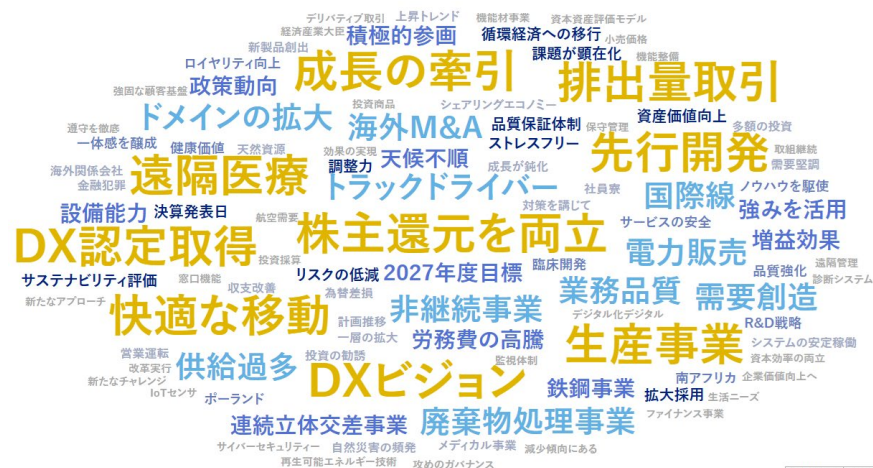 デリバティブ取引 上昇トレンド 機能材事業 資本資産評価モデル
経済産業大臣 積極的参画 循環経済への移行 小売価格
新製品創出 成長の牽引 課題が顕在化 機能整備
ロイヤリティ向上 排出量取引
強固な顧客基盤 政策動向
ドメインの拡大 投資商品 シェアリングエコノミー 資産価値向上
遵守を徹底 海外M&A 品質保証体制 保守管理 多額の投資
一体感を醸成 健康価値 天然資源 効果の実現 ストレスフリー 先行開発 取組継続
海外関係会社 遠隔医療 調整力 天候不順 成長が鈍化 需要堅調
金融犯罪 トラックドライバー 社員寮 国際線 ノウハウを駆使
設備能力 決算発表日 航空需要 対策を講じて サービスの安全 強みを活用
DX認定取得 株主還元を両立 電力販売 増益効果
投資採算 遠隔管理
サステナビリティ評価 窓口機能 リスクの低減 2027年度目標 臨床開発 品質強化 診断システム
新たなアプローチ 収支改善 為替差損 業務品質 需要創造
快適な移動 非継続事業 デジタル化デジタル
計画推移 R&D戦略
一層の拡大 労務費の高騰 生産事業 システムの安定稼働
営業運転 投資の勧誘 監視体制 資本効率の両立
改革実行 供給過多
新たなチャレンジ DXビジョン 南アフリカ 企業価値向上へ
IoTセンサ ポーランド 鉄鋼事業 拡大採用 生活ニーズ
連続立体交差事業 廃棄物処理事業 ファイナンス事業
サイバーセキュリティー 自然災害の頻発 メディカル事業 減少傾向にある
再生可能エネルギー技術 攻めのガバナンス